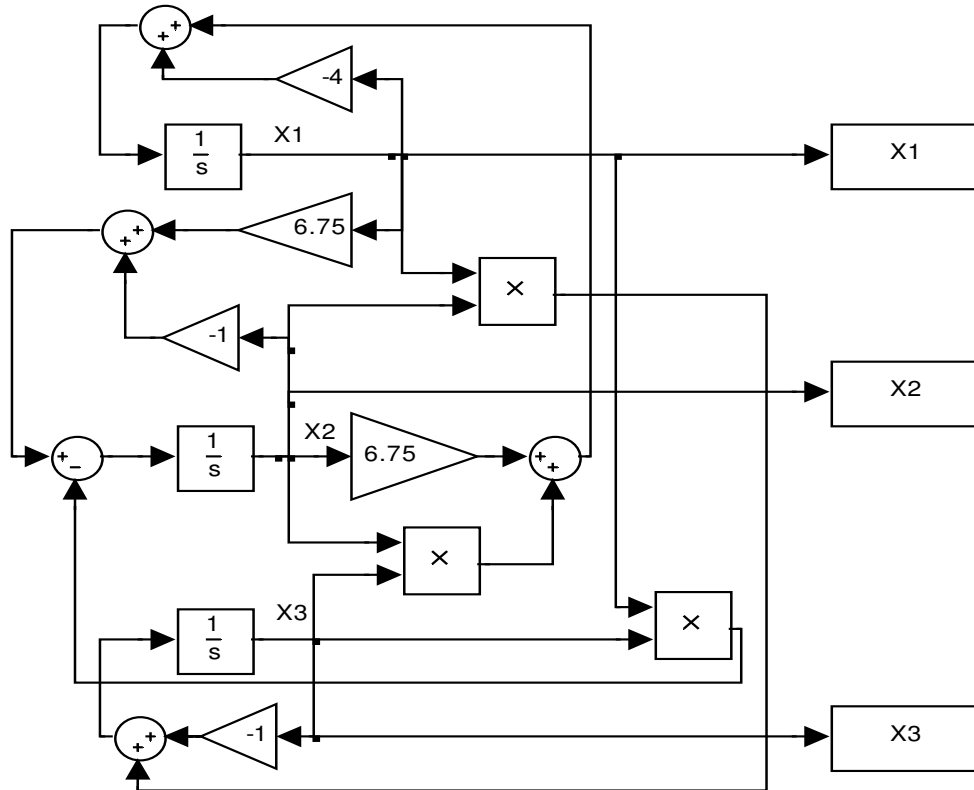 +
+
-4
X1
1
s
X1
6.75
+
+
×
-1
X2
X2
1
s
6.75
+
−
+
+
×
X3
1
s
×
-1
+
+
X3